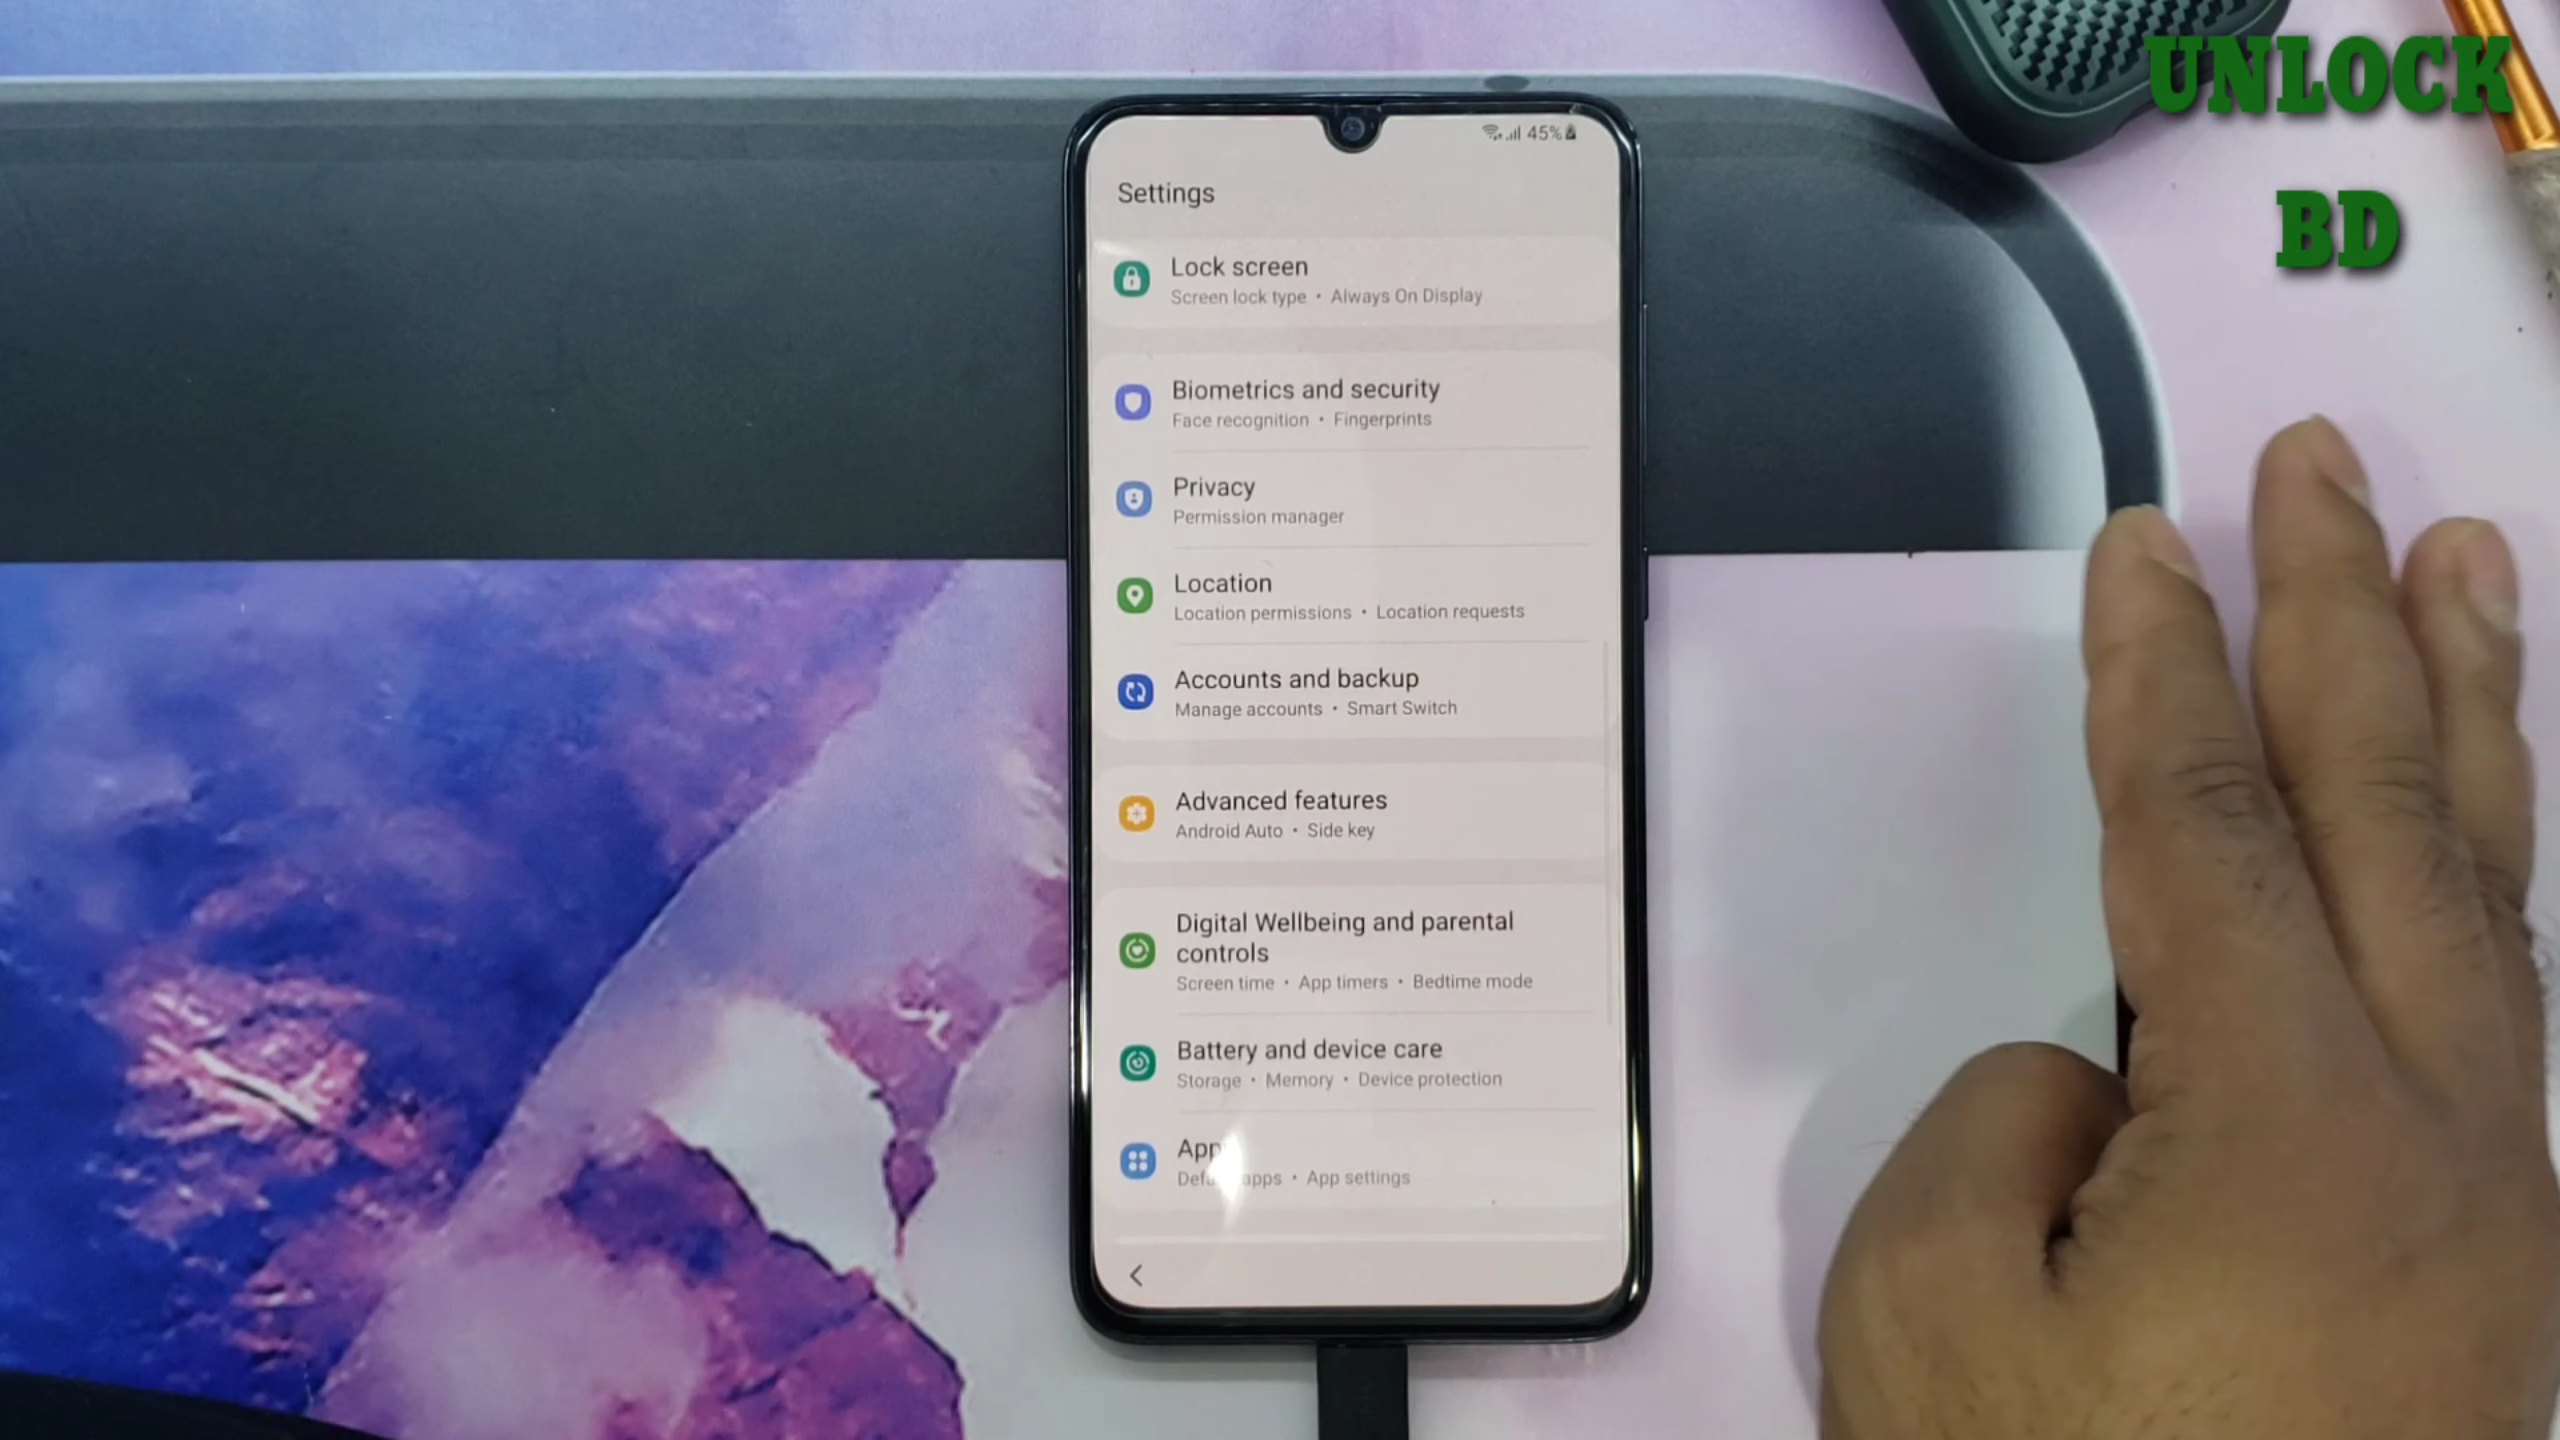 UNLOCK
BD
45%
Settings
Lock screen
Screen lock type • Always On Display
Biometrics and security
Face recognition • Fingerprints
Privacy
Permission manager
Location
Location permissions • Location requests
Accounts and backup
Manage accounts • Smart Switch
Advanced features
Android Auto • Side key
Digital Wellbeing and parental
controls
Screen time • App timers • Bedtime mode
Battery and device care
Storage • Memory • Device protection
apps • App settings